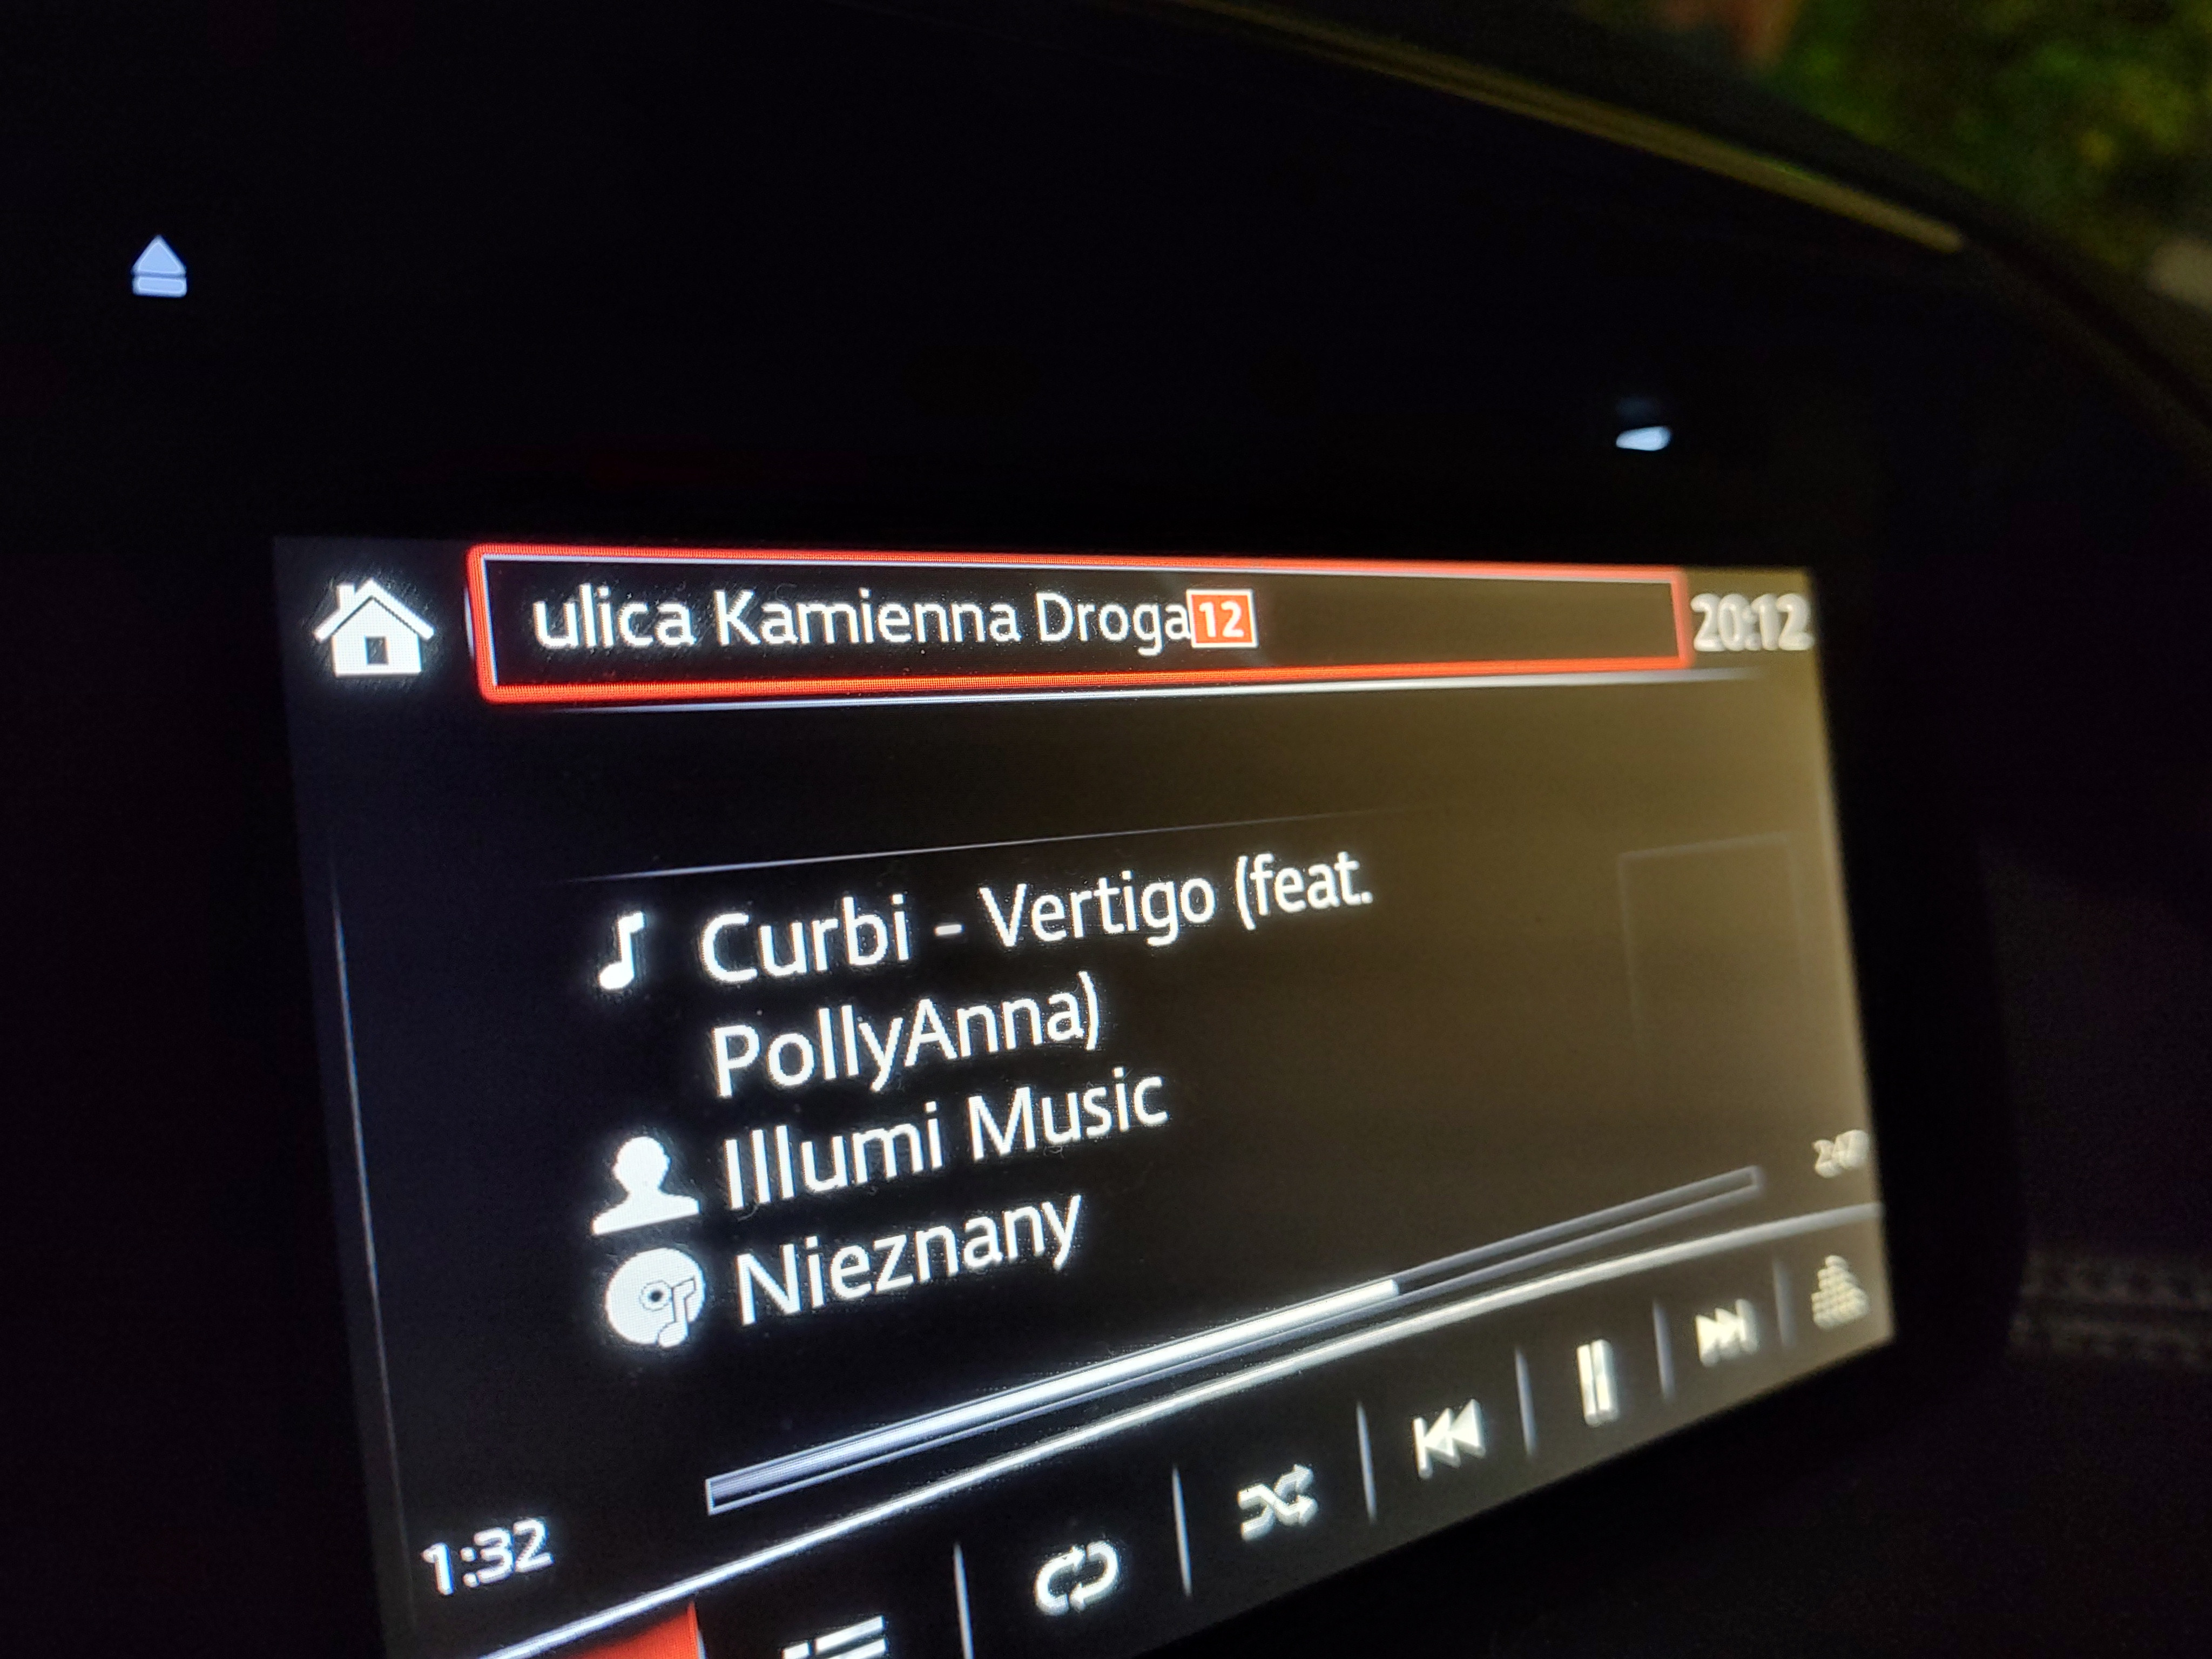 ulica Kamienna Droga 12
20:12
Curbi - Vertigo (feat.
PollyAnna)
Illumi Music
Nieznany
1:32